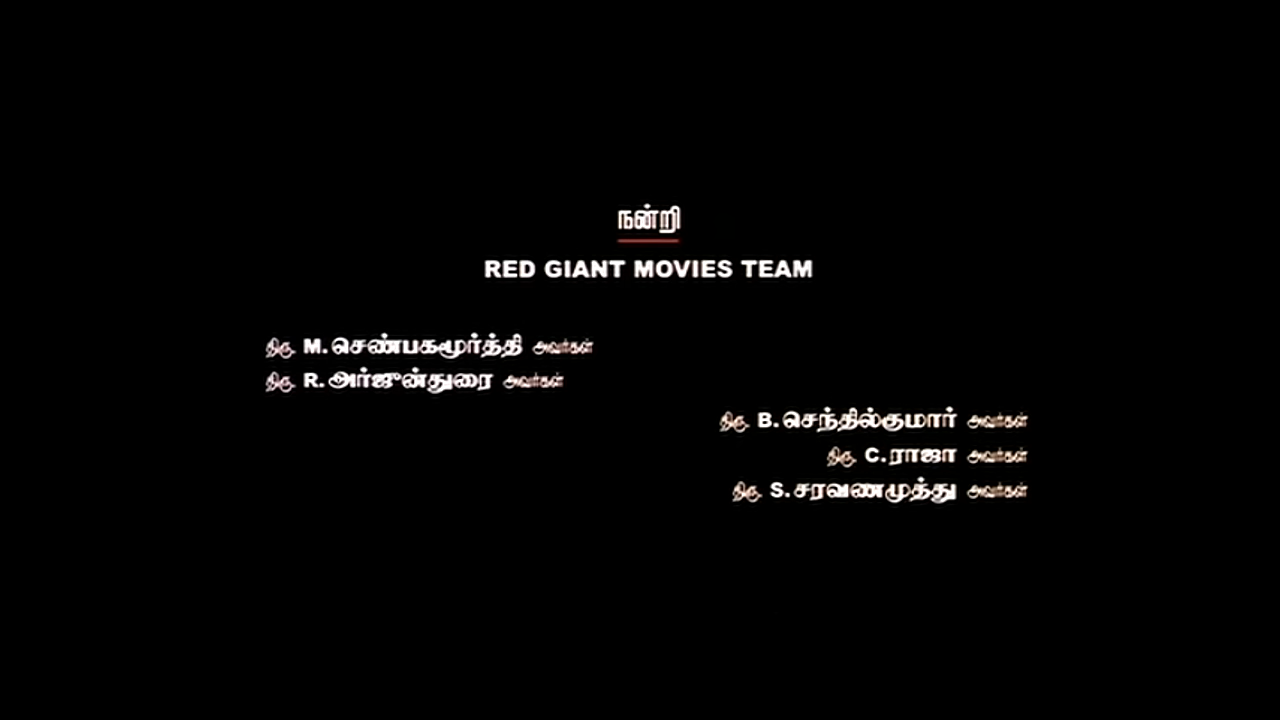 நன்றி
RED GIANT MOVIES TEAM
திரு. M.செண்பகமூர்த்தி அவர்கள்
திரு. R.அர்ஜுன்துரை அவர்கள்
திரு. B.செந்தில்குமார் அவர்கள்
திரு. C.ராஜா அவர்கள்
திரு. S.சரவணமுத்து அவர்கள்